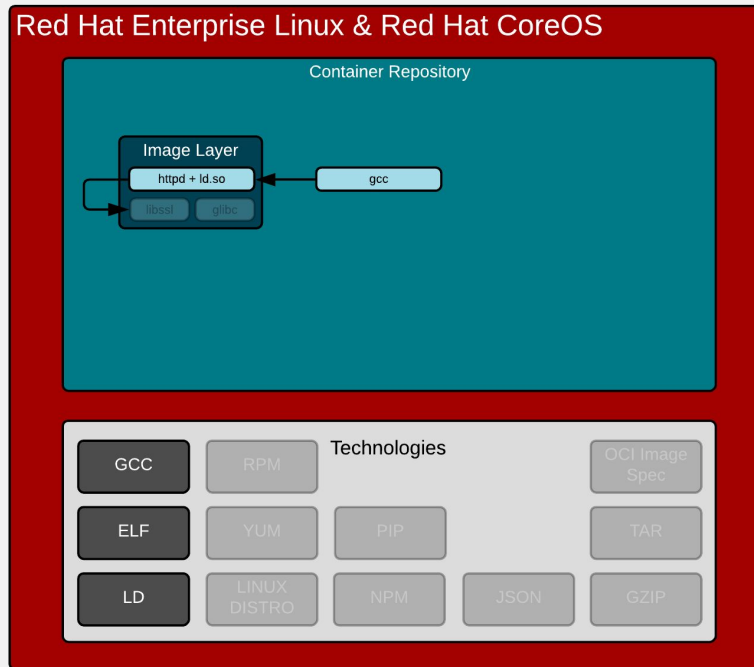 Red Hat Enterprise Linux & Red Hat CoreOS
Container Repository
Image Layer
httpd + ld.so
gcc
libssl
glibc
Technologies
GCC
RPM
OCI Image
Spec
ELF
YUM
PIP
TAR
LD
LINUX
DISTRO
NPM
JSON
GZIP